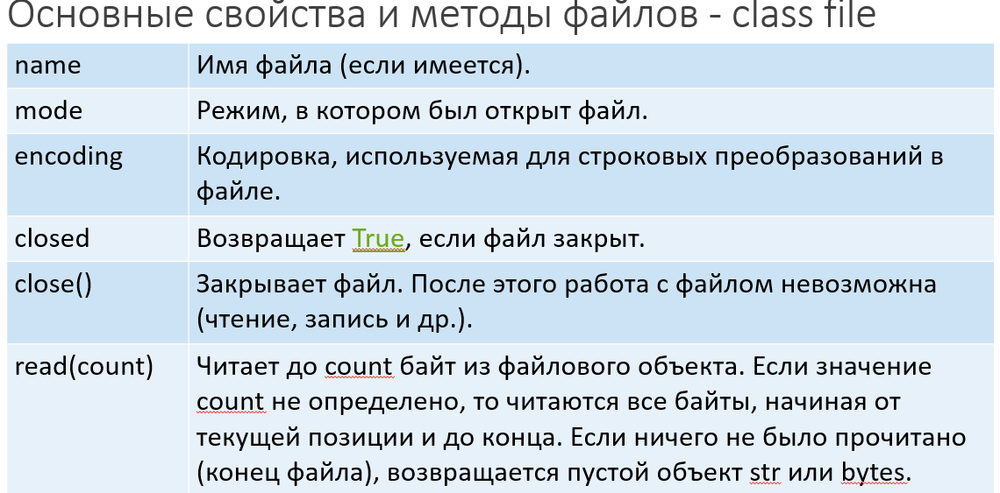 Основные свойства и методы файлов - class file
name
Имя файла (если имеется).
mode
Режим, в котором был открыт файл.
encoding
Кодировка, используемая для строковых преобразований в
файле.
closed
Возвращает True, если файл закрыт.
close()
Закрывает файл. После этого работа с файлом невозможна
(чтение, запись и др.).
read(count)
Читает до count байт из файлового объекта. Если значение
count не определено, то читаются все байты, начиная от
текущей позиции и до конца. Если ничего не было прочитано
(конец файла), возвращается пустой объект str или bytes.